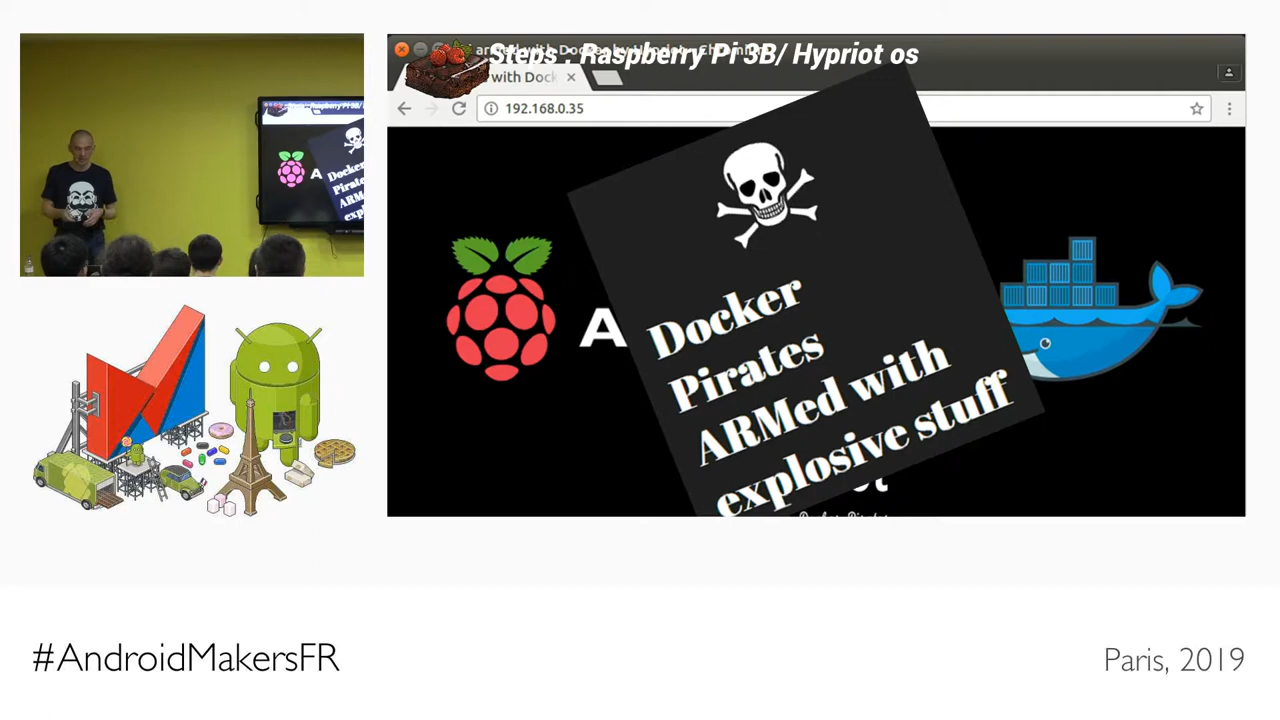 Steps : Raspberry Pi 3B/ Hypriot os
with Dock
192.168.0.35
Docker
Pirates
ARMed with
explosive stuff
A
#AndroidMakersFR
Paris, 2019